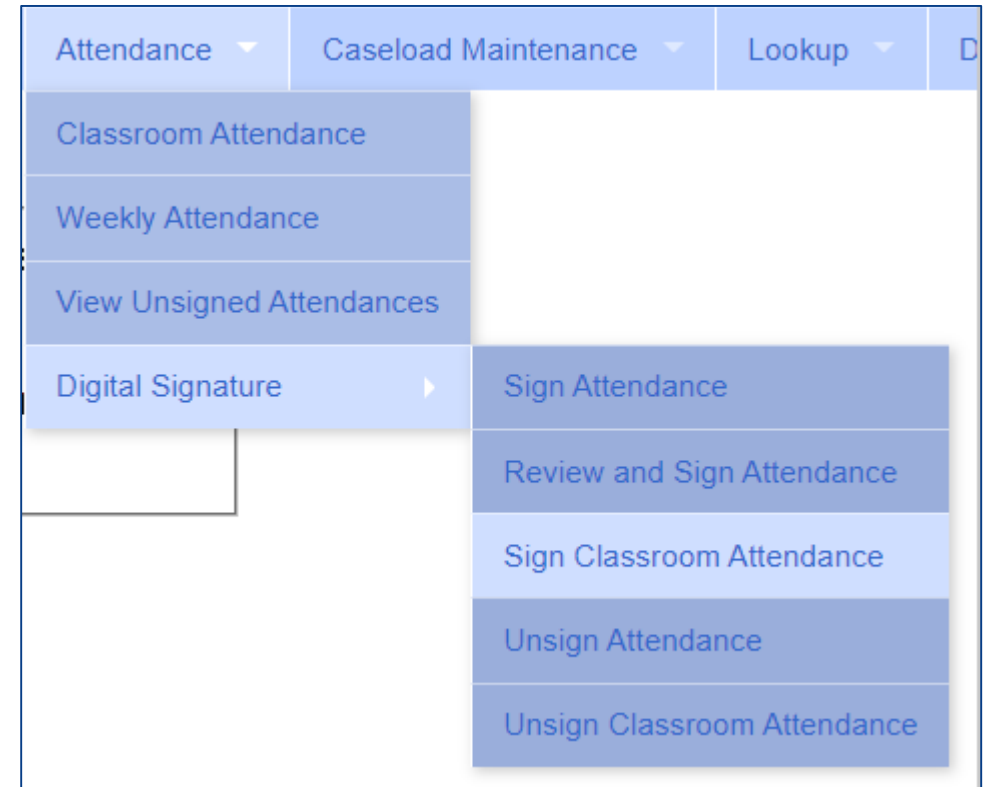 Attendance Caseload Maintenance Lookup D
Classroom Attendance
Weekly Attendance
View Unsigned Attendances
Digital Signature
Sign Attendance
Review and Sign Attendance
Sign Classroom Attendance
Unsign Attendance
Unsign Classroom Attendance